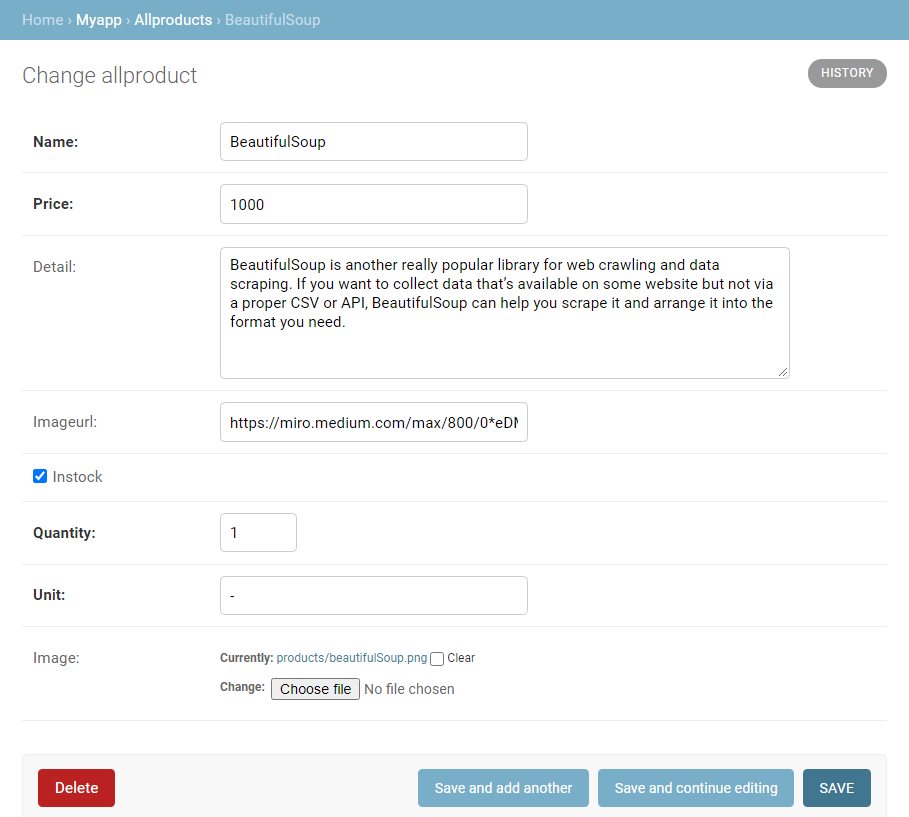 Home › Myapp › Allproducts › BeautifulSoup
Change allproduct
HISTORY
Name:
BeautifulSoup
Price:
1000
Detail:
BeautifulSoup is another really popular library for web crawling and data
scraping. If you want to collect data that’s available on some website but not via
a proper CSV or API, BeautifulSoup can help you scrape it and arrange it into the
format you need.
Imageurl:
https://miro.medium.com/max/800/0*eDM
Instock
Quantity:
1
Unit:
-
Image:
Currently: products/beautifulSoup.png Clear
Change: Choose file No file chosen
Delete
Save and add another
Save and continue editing
SAVE